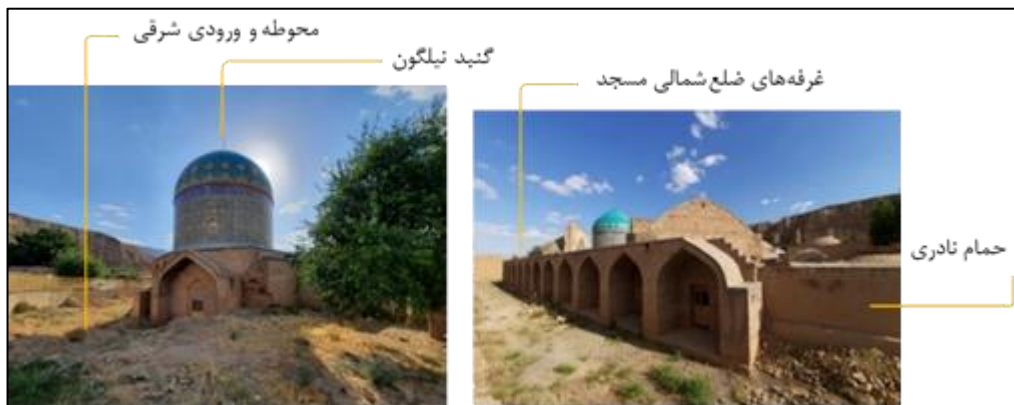 محوطه و ورودی شرقی
گنبد نیلگون
غرفه‌های ضلع شمالی مسجد
حمام نادری